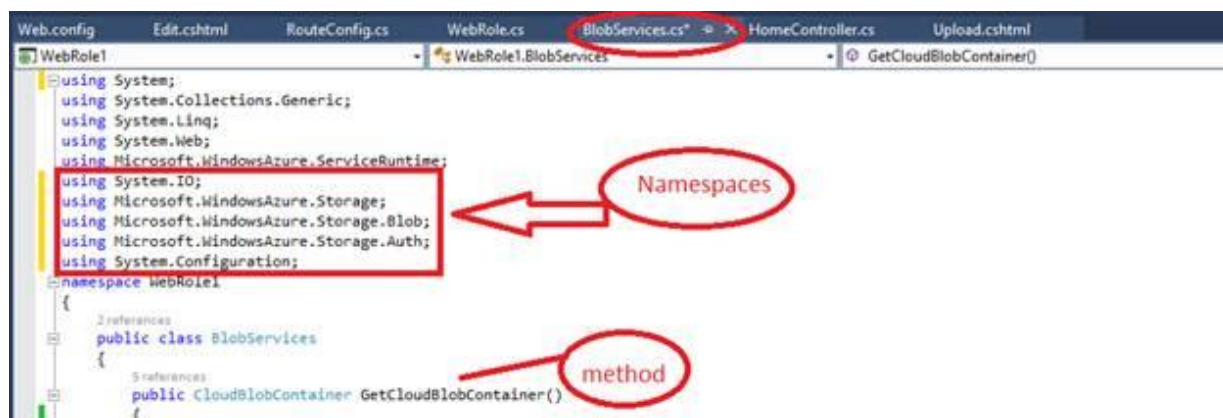 Web.config Edit.cshtml RouteConfig.cs WebRole.cs BlobServices.cs* HomeController.cs Upload.cshtml
WebRole1 WebRole1.BlobServices GetCloudBlobContainer()
using System;
using System.Collections.Generic;
using System.Linq;
using System.Web;
using Microsoft.WindowsAzure.ServiceRuntime;
using System.IO;
using Microsoft.WindowsAzure.Storage;
using Microsoft.WindowsAzure.Storage.Blob;
using Microsoft.WindowsAzure.Storage.Auth;
using System.Configuration;
Namespaces
namespace WebRole1
{
2 references
public class BlobServices
{
5 references
public CloudBlobContainer GetCloudBlobContainer()
method
{